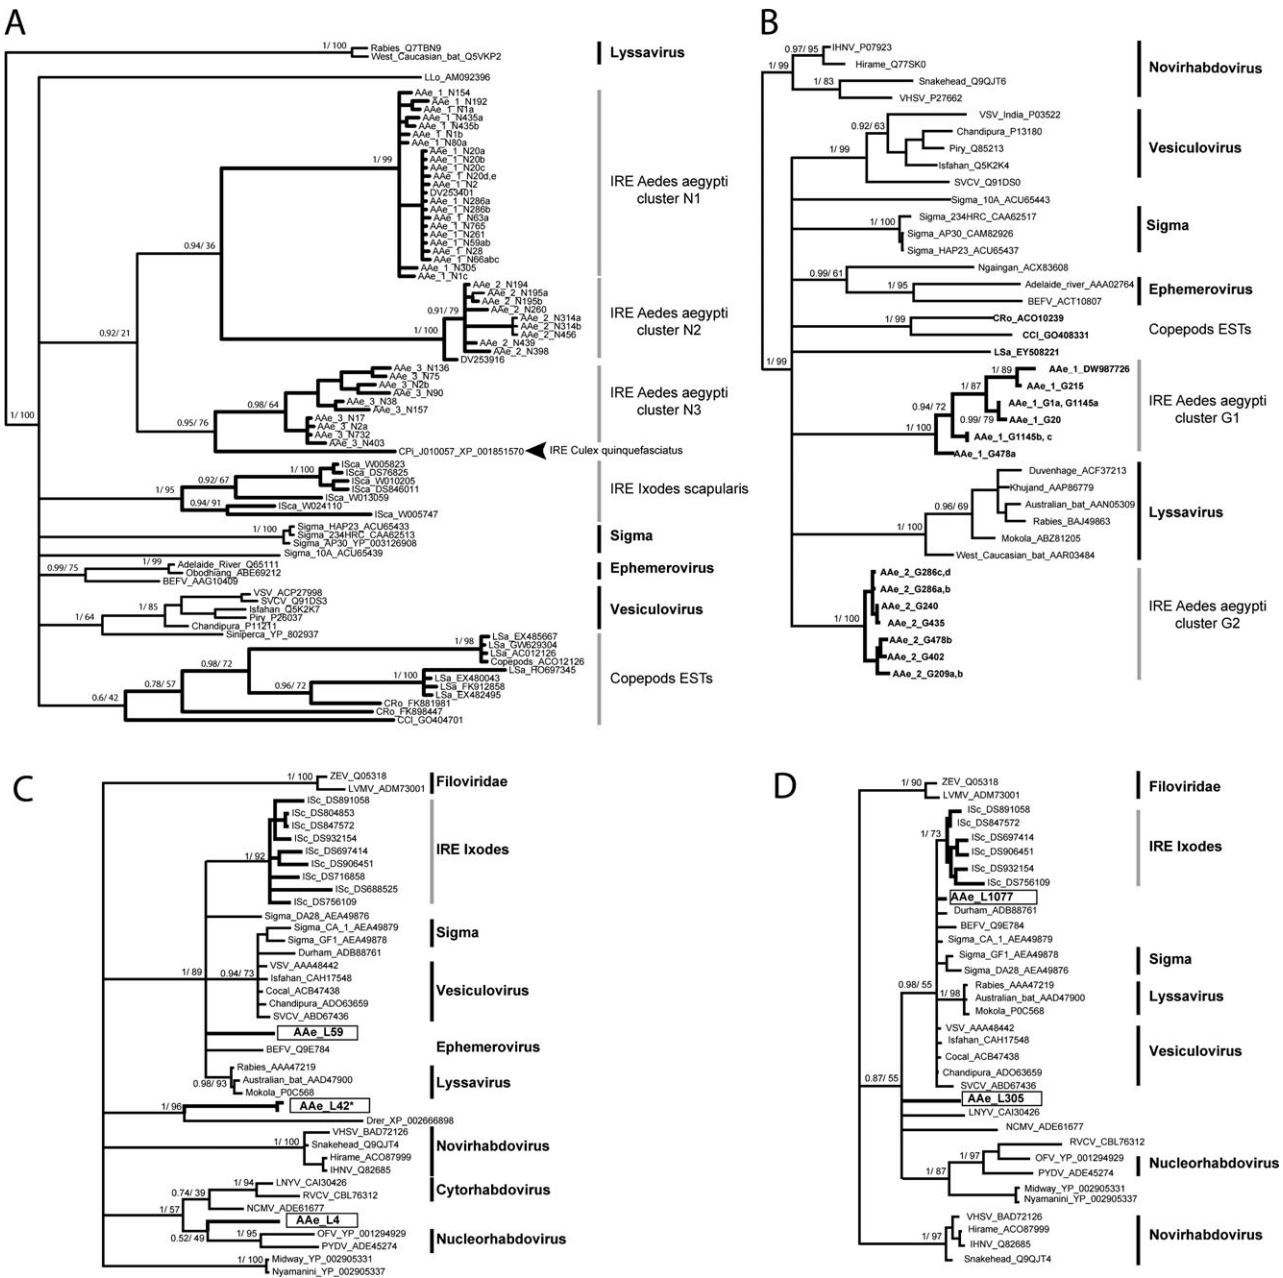 A
1/ 100
Rabies_Q7TBN9
West_Caucasian_bat_Q5VKP2
Lyssavirus
LLo_AM092396
AAe_1_N154
AAe_1_N192
AAe_1_N1a
AAe_1_N435a
AAe_1_N435b
AAe_1_N1b
AAe_1_N80a
1/ 99
AAe_1_N20a
AAe_1_N20b
AAe_1_N20c
AAe_1_N20d,e
AAe_1_N2
DV253401
AAe_1_N286a
AAe_1_N286b
AAe_1_N63a
AAe_1_N765
AAe_1_N261
AAe_1_N59ab
AAe_1_N28
AAe_1_N66abc
AAe_1_N305
AAe_1_N1c
IRE Aedes aegypti
cluster N1
0.94/ 36
AAe_2_N194
AAe_2_N195a
AAe_2_N195b
AAe_2_N260
0.91/ 79
AAe_2_N314a
AAe_2_N314b
AAe_2_N456
1/ 100
AAe_2_N439
AAe_2_N398
DV253916
IRE Aedes aegypti
cluster N2
0.92/ 21
AAe_3_N136
AAe_3_N75
AAe_3_N2b
AAe_3_N90
AAe_3_N38
AAe_3_N157
0.98/ 64
AAe_3_N17
AAe_3_N2a
AAe_3_N732
AAe_3_N403
0.95/ 76
IRE Aedes aegypti
cluster N3
1/ 100
CPi_J010057_XP_001851570
IRE Culex quinquefasciatus
ISca_W005823
ISca_DS76825
1/ 100
ISca_W010205
ISca_DS846011
0.92/ 67
ISca_W013059
1/ 95
0.94/ 91
ISca_W024110
ISca_W005747
IRE Ixodes scapularis
Sigma_HAP23_ACU65433
1/ 100
Sigma_234HRC_CAA62513
Sigma_AP30_YP_003126908
Sigma_10A_ACU65439
Sigma
1/ 99
Adelaide_River_Q65111
Obodhiang_ABE69212
0.99/ 75
BEFV_AAG10409
Ephemerovirus
VSV_ACP27998
SVCV_Q91DS3
1/ 85
Isfahan_Q5K2K7
Piry_P26037
1/ 64
Chandipura_P11211
Siniperca_YP_802937
Vesiculovirus
LSa_EX485667
1/ 98
LSa_GW629304
LSa_AC012126
Copepods_ACO12126
0.98/ 72
LSa_HO697345
1/ 100
LSa_EX480043
LSa_FK912858
LSa_EX482495
0.78/ 57
0.96/ 72
CRo_FK881981
0.6/ 42
CRo_FK898447
CCl_GO404701
Copepods ESTs
B
0.97/ 95
IHNV_P07923
1/ 99
Hirame_Q77SK0
1/ 83
Snakehead_Q9QJT6
VHSV_P27662
Novirhabdovirus
VSV_India_P03522
0.92/ 63
Chandipura_P13180
Piry_Q85213
1/ 99
Isfahan_Q5K2K4
SVCV_Q91DS0
Vesiculovirus
Sigma_10A_ACU65443
1/ 100
Sigma_234HRC_CAA62517
Sigma_AP30_CAM82926
Sigma_HAP23_ACU65437
Sigma
0.99/ 61
Ngaingan_ACX83608
1/ 95
Adelaide_river_AAA02764
BEFV_ACT10807
Ephemerovirus
1/ 99
CRo_ACO10239
CCl_GO408331
Copepods ESTs
LSa_EY508221
1/ 99
1/ 89
AAe_1_DW987726
1/ 87
AAe_1_G215
0.94/ 72
AAe_1_G1a, G1145a
0.99/ 79
AAe_1_G20
1/ 100
AAe_1_G1145b, c
AAe_1_G478a
IRE Aedes aegypti
cluster G1
Duvenhage_ACF37213
Khujand_AAP86779
0.96/ 69
Australian_bat_AAN05309
Rabies_BAJ49863
1/ 100
Mokola_ABZ81205
West_Caucasian_bat_AAR03484
Lyssavirus
AAe_2_G286c,d
AAe_2_G286a,b
AAe_2_G240
1/ 100
AAe_2_G435
AAe_2_G478b
AAe_2_G402
AAe_2_G209a,b
IRE Aedes aegypti
cluster G2
C
1/ 100
ZEV_Q05318
LVMV_ADM73001
Filoviridae
ISc_DS891058
ISc_DS804853
ISc_DS847572
ISc_DS932154
1/ 92
ISc_DS697414
ISc_DS906451
ISc_DS716858
ISc_DS688525
ISc_DS756109
IRE Ixodes
Sigma_DA28_AEA49876
Sigma_CA_1_AEA49879
Sigma_GF1_AEA49878
Sigma
Durham_ADB88761
1/ 89
0.94/ 73
VSV_AAA48442
Isfahan_CAH17548
Cocal_ACB47438
Chandipura_ADO63659
SVCV_ABD67436
Vesiculovirus
AAe_L59
BEFV_Q9E784
Ephemerovirus
Rabies_AAA47219
0.98/ 93
Australian_bat_AAD47900
Mokola_P0C568
Lyssavirus
1/ 96
AAe_L42*
Drer_XP_002666898
VHSV_BAD72126
1/ 100
Snakehead_Q9QJT4
Hirame_ACO87999
IHNV_Q82685
Novirhabdovirus
1/ 94
LNYV_CAI30426
0.74/ 39
RVCV_CBL76312
Cytorhabdovirus
1/ 57
NCMV_ADE61677
AAe_L4
0.52/ 49
1/ 95
OFV_YP_001294929
PYDV_ADE45274
Nucleorhabdovirus
1/ 100
Midway_YP_002905331
Nyamanini_YP_002905337
D
1/ 90
ZEV_Q05318
LVMV_ADM73001
Filoviridae
ISc_DS891058
ISc_DS847572
1/ 73
ISc_DS697414
ISc_DS906451
ISc_DS932154
ISc_DS756109
IRE Ixodes
AAe_L1077
Durham_ADB88761
BEFV_Q9E784
Sigma_CA_1_AEA49879
Sigma_GF1_AEA49878
Sigma_DA28_AEA49876
Sigma
0.98/ 55
Rabies_AAA47219
1/ 98
Australian_bat_AAD47900
Mokola_P0C568
Lyssavirus
VSV_AAA48442
Isfahan_CAH17548
Cocal_ACB47438
Chandipura_ADO63659
SVCV_ABD67436
Vesiculovirus
0.87/ 55
AAe_L305
LNYV_CAI30426
NCMV_ADE61677
RVCV_CBL76312
1/ 97
OFV_YP_001294929
1/ 87
PYDV_ADE45274
Nucleorhabdovirus
Midway_YP_002905331
Nyamanini_YP_002905337
VHSV_BAD72126
Hirame_ACO87999
1/ 97
IHNV_Q82685
Snakehead_Q9QJT4
Novirhabdovirus